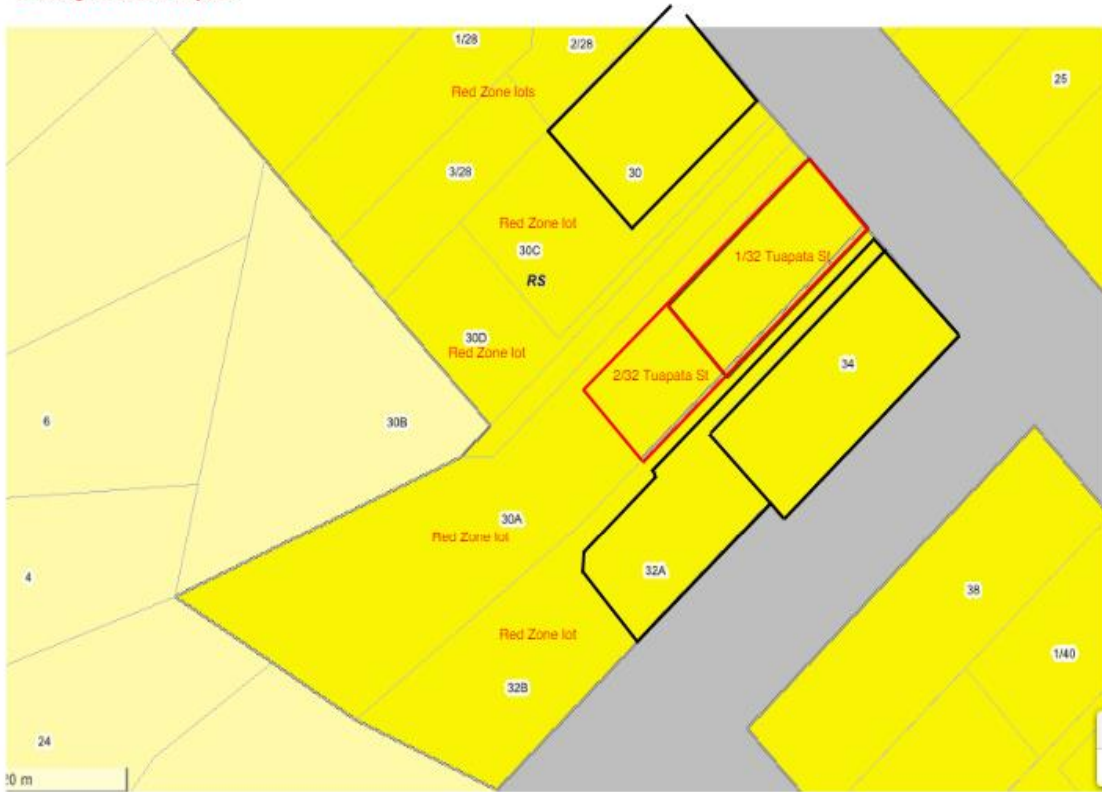 1/28
2/28
25
Red Zone lots
3/28
30
Red Zone lot
30C
1/32 Tuapata St
RS
30D
Red Zone lot
34
2/32 Tuapata St
6
30B
30A
Red Zone lot
4
32A
38
Red Zone lot
1/40
32B
24
20 m